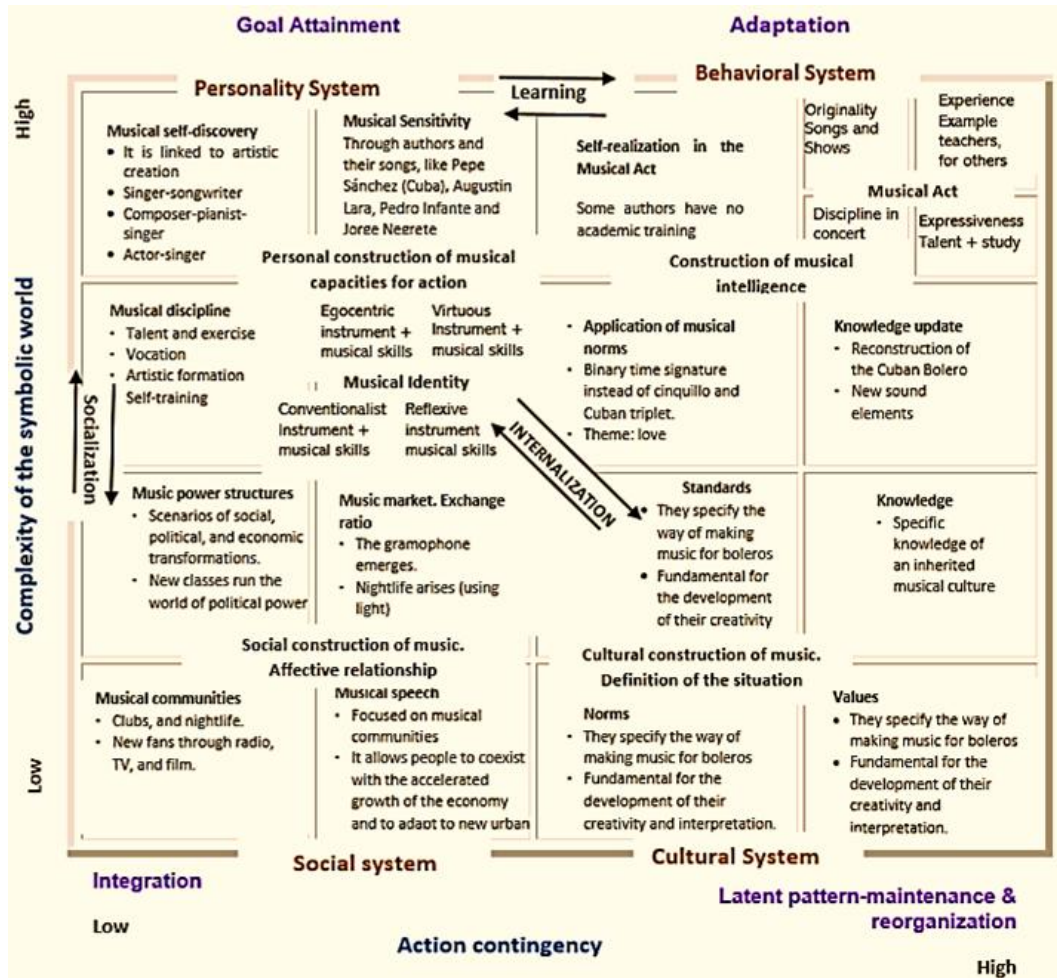 Goal Attainment
Adaptation
Personality System
Learning
Behavioral System
High
Musical self-discovery
• It is linked to artistic
creation
• Singer-songwriter
• Composer-pianist-
singer
• Actor-singer
Musical Sensitivity
Through authors and
their songs, like Pepe
Sánchez (Cuba), Augustin
Lara, Pedro Infante and
Jorge Negrete
Self-realization in the
Musical Act
Some authors have no
academic training
Originality
Songs and
Shows
Experience
Example
teachers,
for others
Musical Act
Discipline in
concert
Expressiveness
Talent + study
Personal construction of musical
capacities for action
Construction of musical
intelligence
Complexity of the symbolic world
Musical discipline
• Talent and exercise
• Vocation
• Artistic formation
Self-training
Egocentric
instrument +
musical skills
Virtuous
Instrument +
musical skills
Musical Identity
Conventionalist
Instrument +
musical skills
Reflexive
instrument
musical skills
• Application of musical
norms
• Binary time signature
instead of cinquillo and
Cuban triplet.
• Theme: love
Knowledge update
• Reconstruction of
the Cuban Bolero
• New sound
elements
Socialization
INTERNALIZATION
Music power structures
• Scenarios of social,
political, and economic
transformations.
• New classes run the
world of political power
Music market. Exchange
ratio
• The gramophone
emerges.
• Nightlife arises (using
light)
Standards
• They specify the
way of making
music for boleros
• Fundamental for
the development
of their creativity
Knowledge
• Specific
knowledge of
an inherited
musical culture
Social construction of music.
Affective relationship
Cultural construction of music.
Definition of the situation
Low
Musical communities
• Clubs, and nightlife.
• New fans through radio,
TV, and film.
Musical speech
• Focused on musical
communities
• It allows people to coexist
with the accelerated
growth of the economy
and to adapt to new urban
Norms
• They specify the way of
making music for boleros
• Fundamental for the
development of their
creativity and interpretation.
Values
• They specify the way of
making music for boleros
• Fundamental for the
development of their
creativity and
interpretation.
Social system
Cultural System
Integration
Latent pattern-maintenance &
reorganization
Low
Action contingency
High